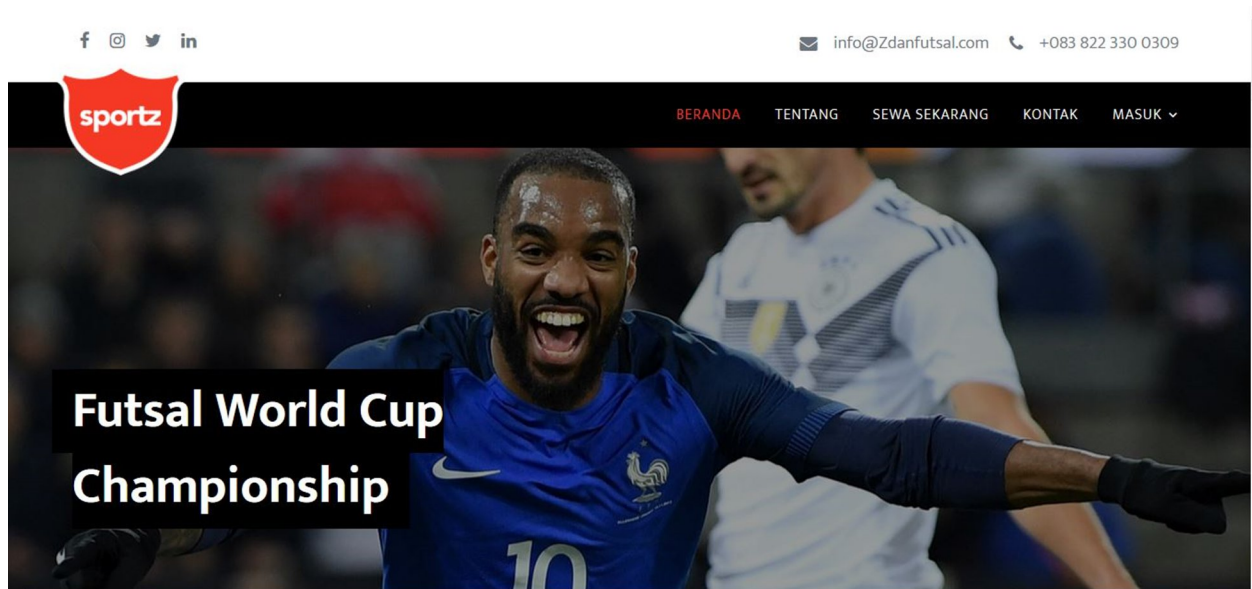 info@Zdanfutsal.com +083 822 330 0309
sportz
BERANDA TENTANG SEWA SEKARANG KONTAK MASUK
Futsal World Cup
Championship
10